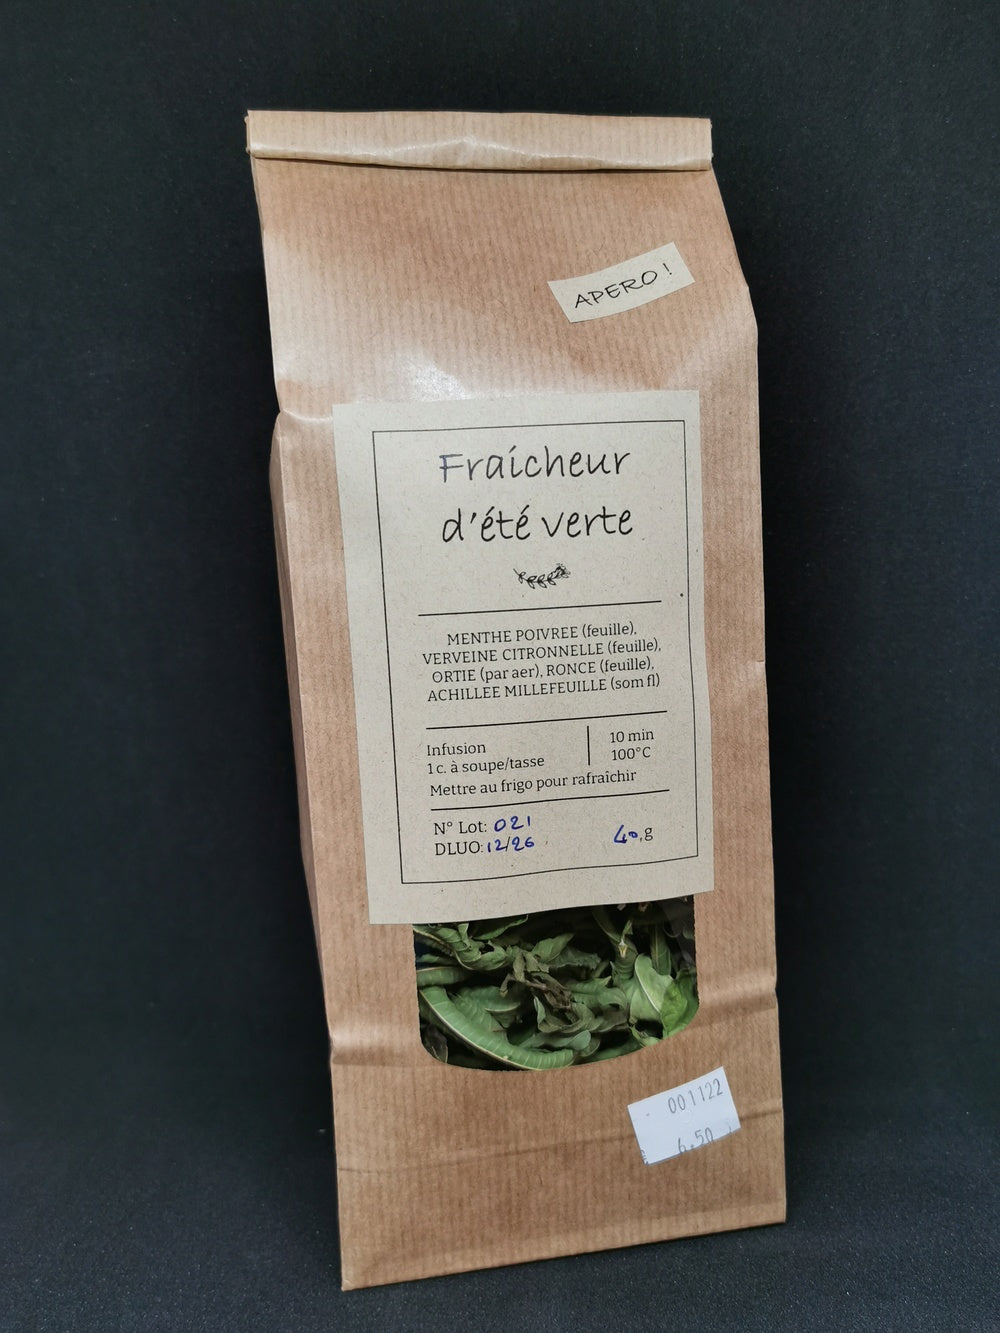 APERO !
Fraîcheur
d'été verte
MENTHE POIVREE (feuille),
VERVEINE CITRONNELLE (feuille),
ORTIE (par aer), RONCE (feuille),
ACHILLEE MILLEFEUILLE (som fl)
Infusion
1 c. à soupe/tasse
10 min
100°C
Mettre au frigo pour rafraîchir
N° Lot: 021
DLUO: 12/26
40 g
001122
6.50